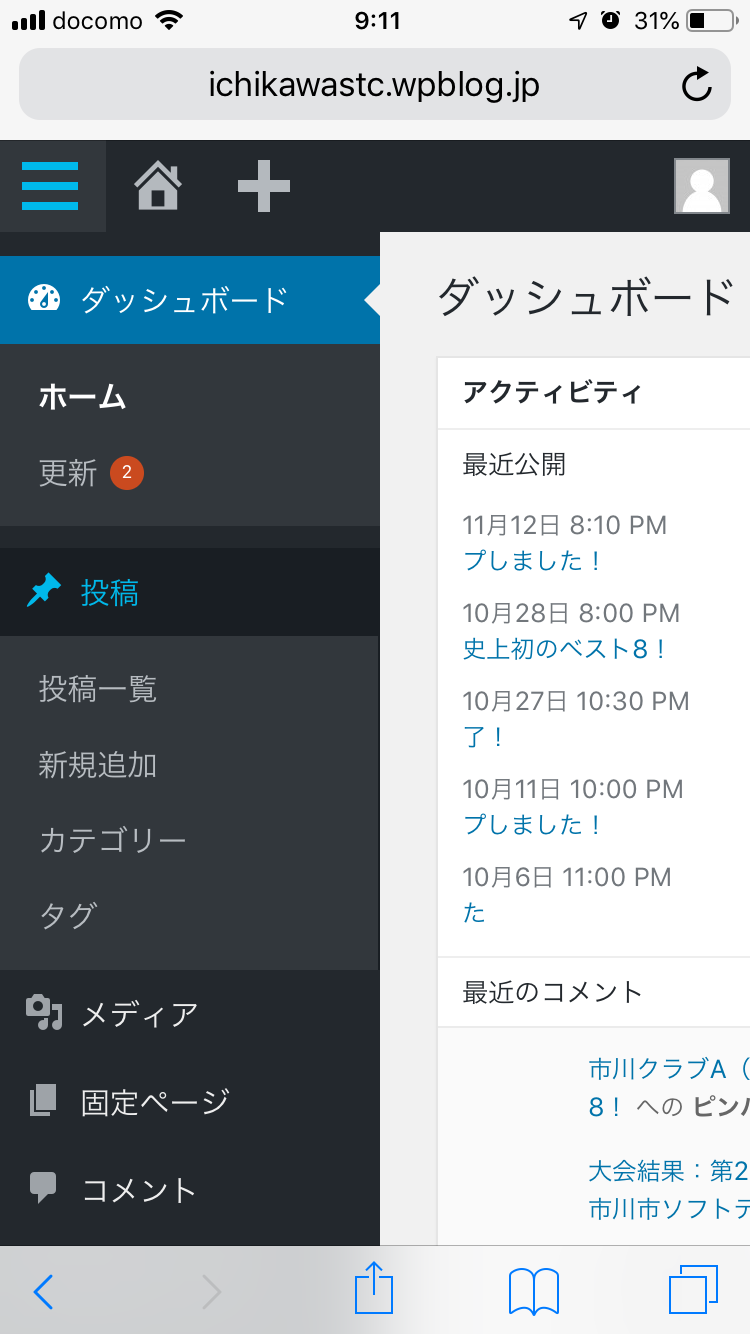 docomo 9:11 31%
ichikawastc.wpblog.jp
ダッシュボード
ホーム
更新 2
投稿
投稿一覧
新規追加
カテゴリー
タグ
メディア
固定ページ
コメント
ダッシュボード
アクティビティ
最近公開
11月12日 8:10 PM
プしました！
10月28日 8:00 PM
史上初のベスト8！
10月27日 10:30 PM
了！
10月11日 10:00 PM
プしました！
10月6日 11:00 PM
た
最近のコメント
市川クラブA（
8！ への ピン
大会結果：第2
市川市ソフトテ